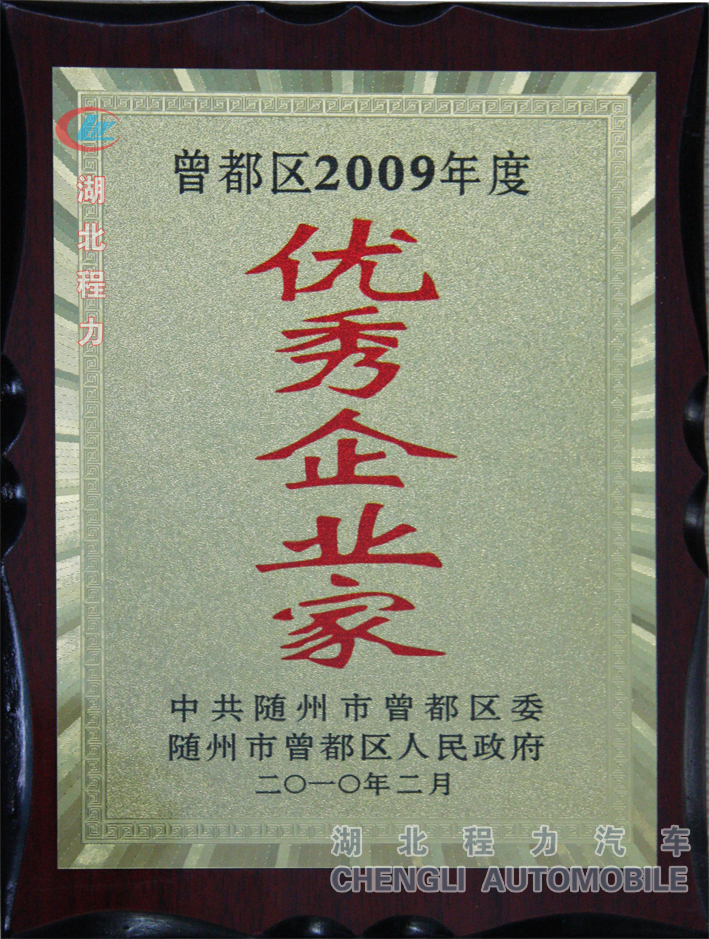 曾都区2009年度
优秀企业家
中共随州市曾都区委
随州市曾都区人民政府
二〇一〇年二月
湖北程力
湖北程力汽车
CHENGLI AUTOMOBILE